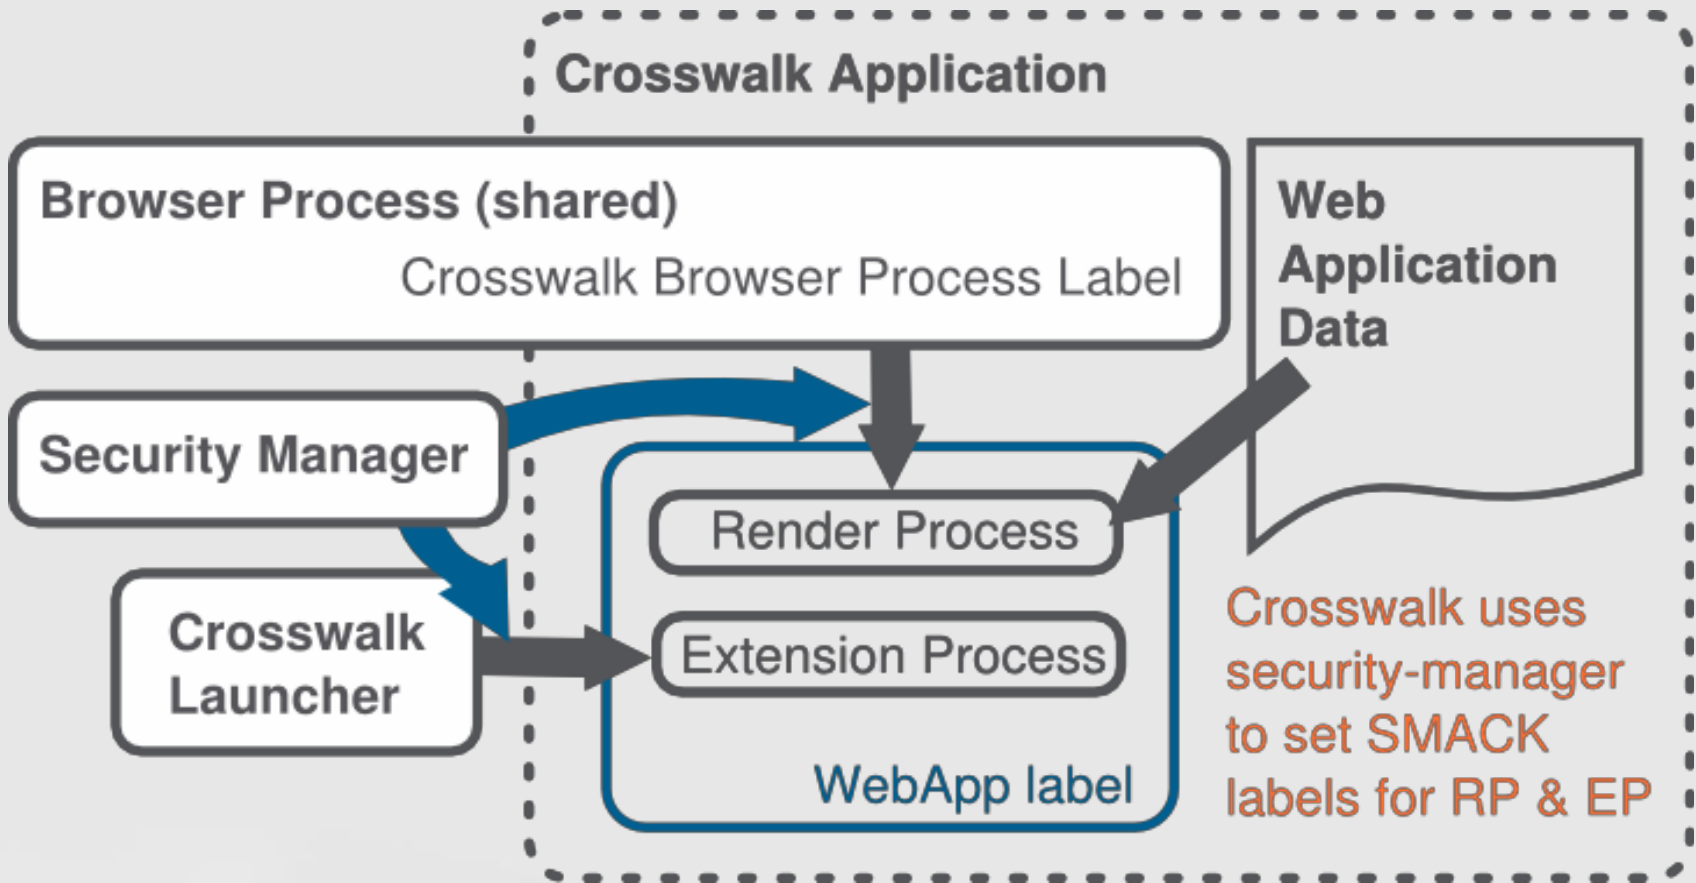 Crosswalk Application
Browser Process (shared)
Crosswalk Browser Process Label
Web
Application
Data
Security Manager
Render Process
Crosswalk
Launcher
Extension Process
WebApp label
Crosswalk uses
security-manager
to set SMACK
labels for RP & EP